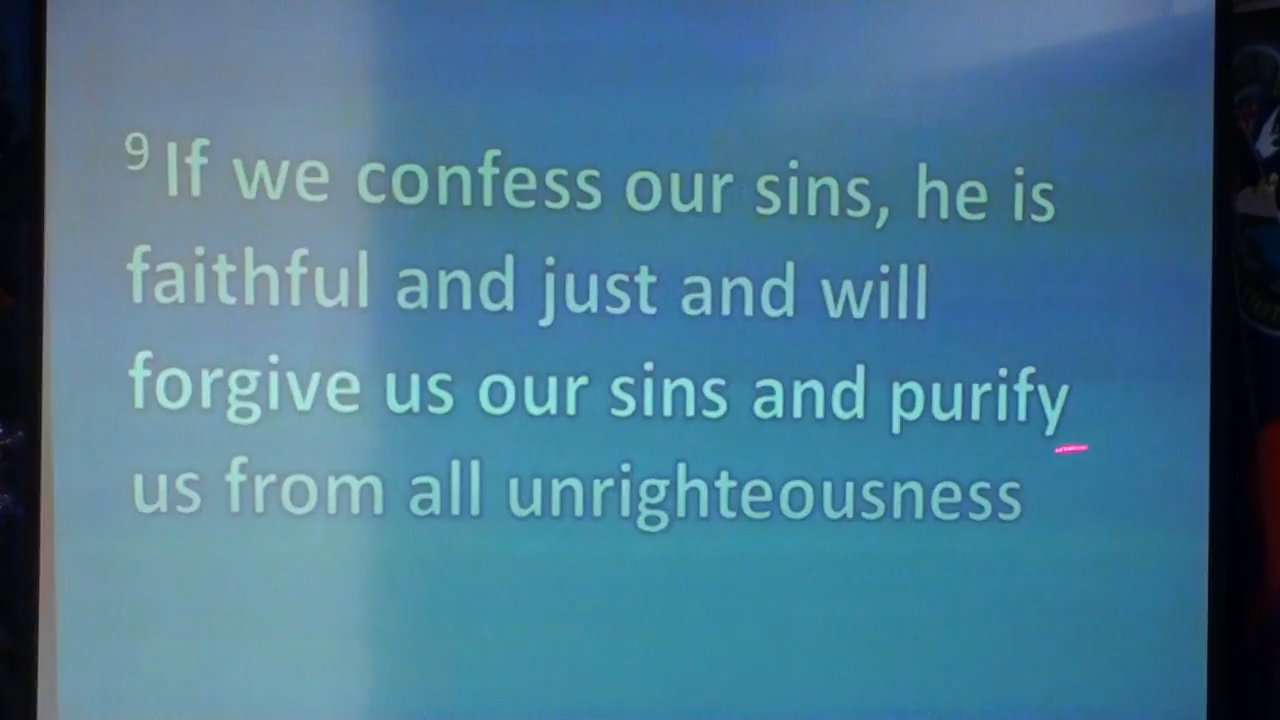 9 If we confess our sins, he is
faithful and just and will
forgive us our sins and purify
us from all unrighteousness